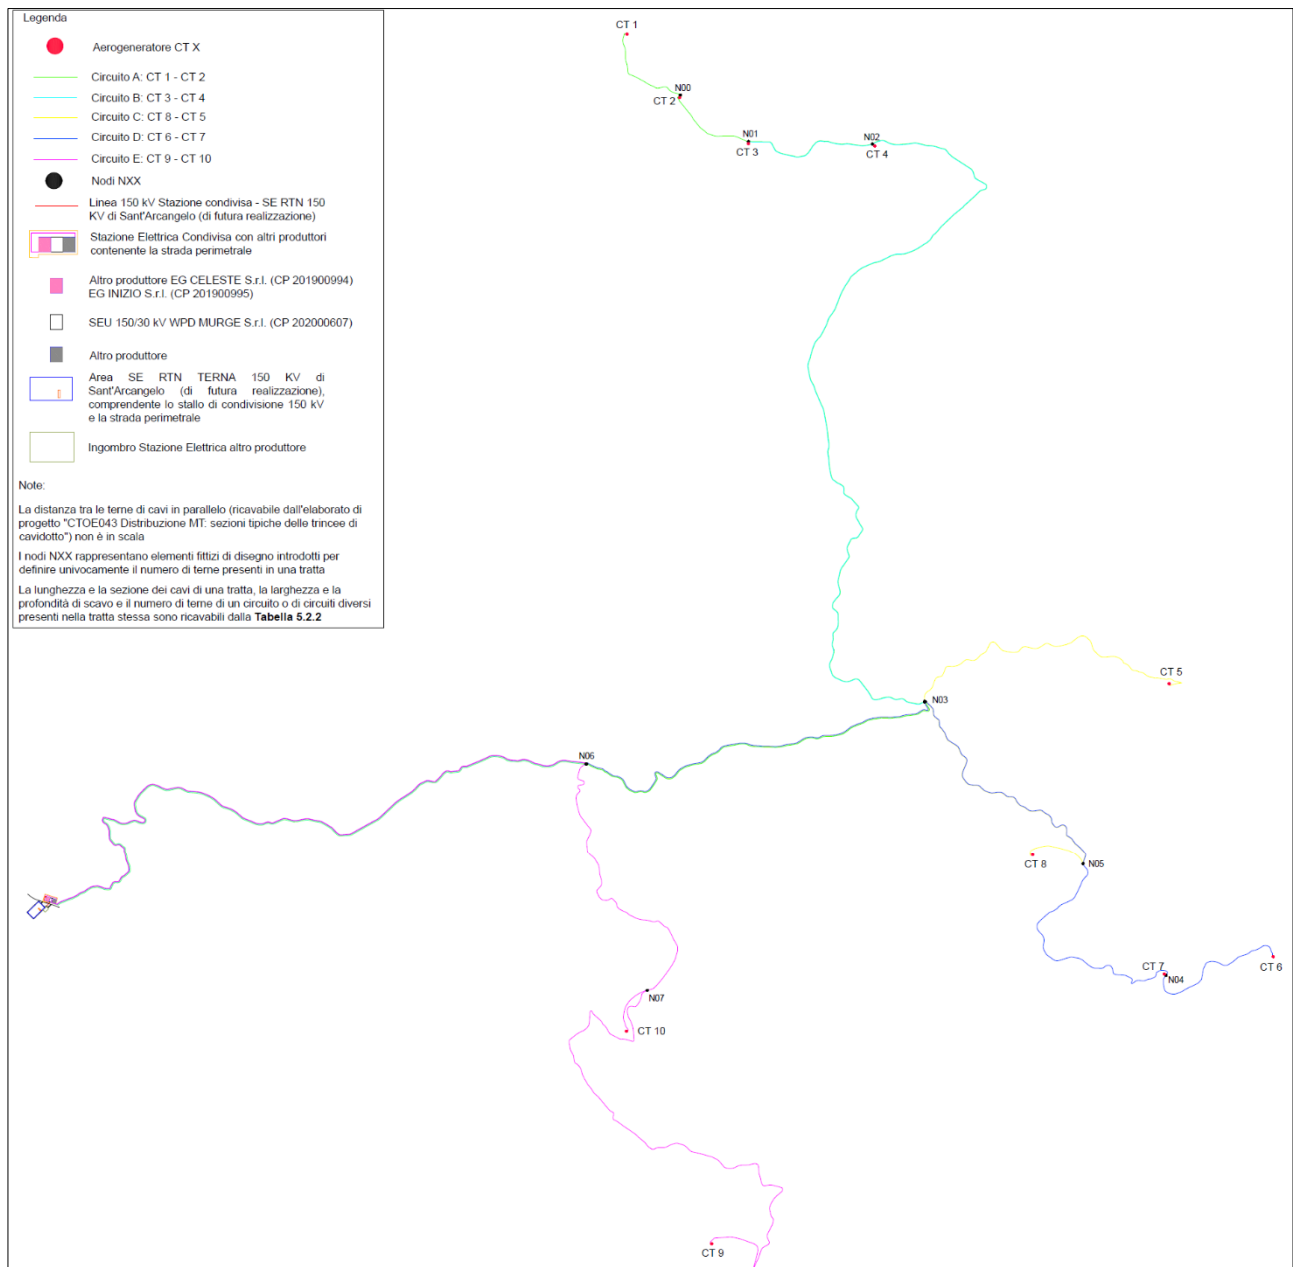 Legenda
Aerogeneratore CT X
Circuito A: CT 1 - CT 2
Circuito B: CT 3 - CT 4
Circuito C: CT 8 - CT 5
Circuito D: CT 6 - CT 7
Circuito E: CT 9 - CT 10
Nodi NXX
Linea 150 kV Stazione condivisa - SE RTN 150
KV di Sant'Arcangelo (di futura realizzazione)
Stazione Elettrica Condivisa con altri produttori
contenente la strada perimetrale
Altro produttore EG CELESTE S.r.l. (CP 201900994)
EG INIZIO S.r.l. (CP 201900995)
SEU 150/30 kV WPD MURGE S.r.l. (CP 202000607)
Altro produttore
Area SE RTN TERNA 150 KV di
Sant'Arcangelo (di futura realizzazione),
comprendente lo stallo di condivisione 150 kV
e la strada perimetrale
Ingombro Stazione Elettrica altro produttore
Note:
La distanza tra le terne di cavi in parallelo (ricavabile dall'elaborato di
progetto "CTOE043 Distribuzione MT: sezioni tipiche delle trincee di
cavidotto") non è in scala
I nodi NXX rappresentano elementi fittizi di disegno introdotti per
definire univocamente il numero di terne presenti in una tratta
La lunghezza e la sezione dei cavi di una tratta, la larghezza e la
profondità di scavo e il numero di terne di un circuito o di circuiti diversi
presenti nella tratta stessa sono ricavabili dalla Tabella 5.2.2
CT 1
N00
CT 2
N01
CT 3
N02
CT 4
CT 5
N03
N06
CT 8
N05
CT 7
N04
CT 6
N07
CT 10
CT 9